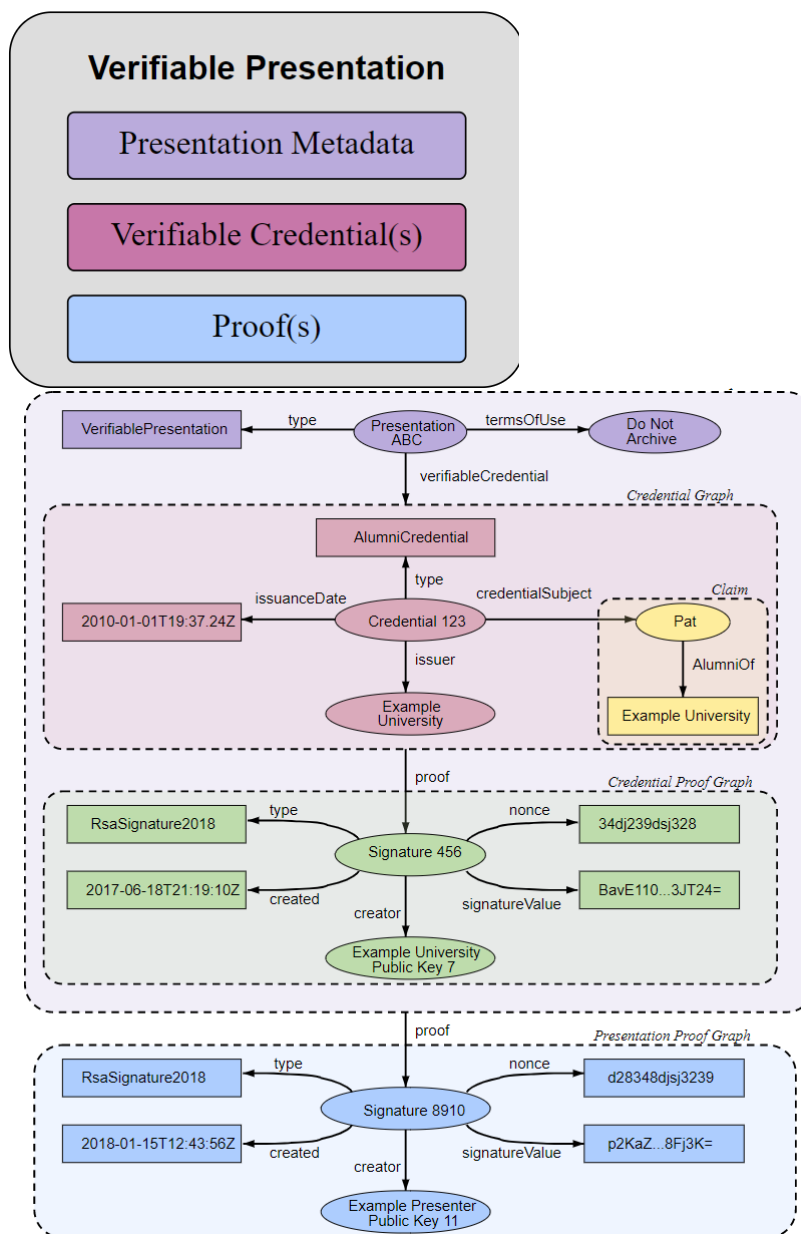 Verifiable Presentation
Presentation Metadata
Verifiable Credential(s)
Proof(s)
VerifiablePresentation
type
Presentation
ABC
termsOfUse
Do Not
Archive
verifiableCredential
Credential Graph
AlumniCredential
type
issuanceDate
credentialSubject
Claim
2010-01-01T19:37.24Z
Credential 123
Pat
issuer
AlumniOf
Example
University
Example University
proof
Credential Proof Graph
RsaSignature2018
type
nonce
34dj239dsj328
Signature 456
2017-06-18T21:19:10Z
created
signatureValue
BavE110...3JT24=
creator
Example University
Public Key 7
proof
Presentation Proof Graph
RsaSignature2018
type
nonce
d28348djsj3239
Signature 8910
2018-01-15T12:43:56Z
created
signatureValue
p2KaZ...8Fj3K=
creator
Example Presenter
Public Key 11